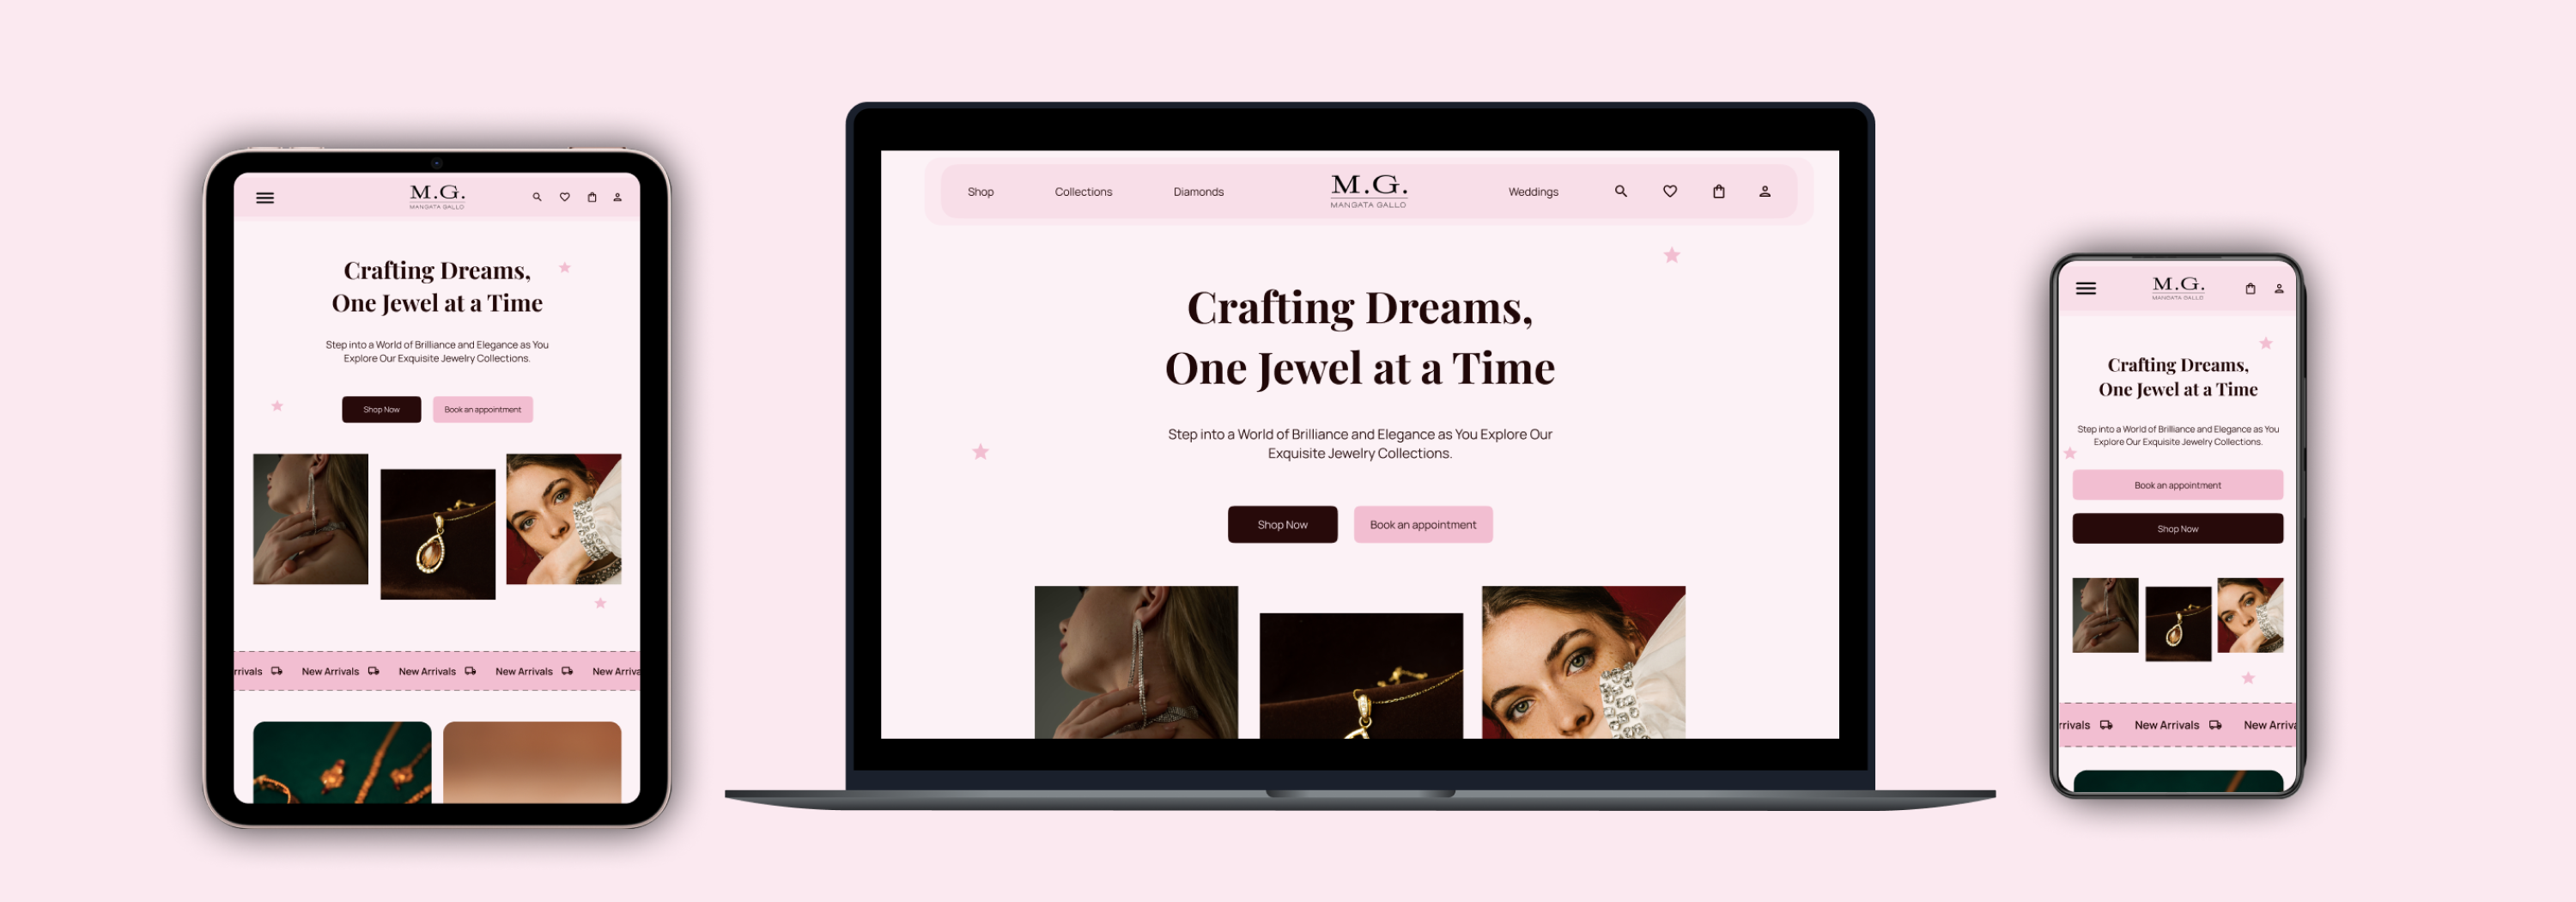 M.G.
MANGATA GALLO
Crafting Dreams,
One Jewel at a Time
Step into a World of Brilliance and Elegance as You
Explore Our Exquisite Jewelry Collections.
Shop Now
Book an appointment
rrivals New Arrivals New Arrivals New Arrivals New Arriva
Shop Collections Diamonds
M.G.
MANGATA GALLO
Weddings
Crafting Dreams,
One Jewel at a Time
Step into a World of Brilliance and Elegance as You Explore Our
Exquisite Jewelry Collections.
Shop Now
Book an appointment
M.G.
MANGATA GALLO
Crafting Dreams,
One Jewel at a Time
Step into a World of Brilliance and Elegance as You
Explore Our Exquisite Jewelry Collections.
Book an appointment
Shop Now
rrivals New Arrivals New Arriva